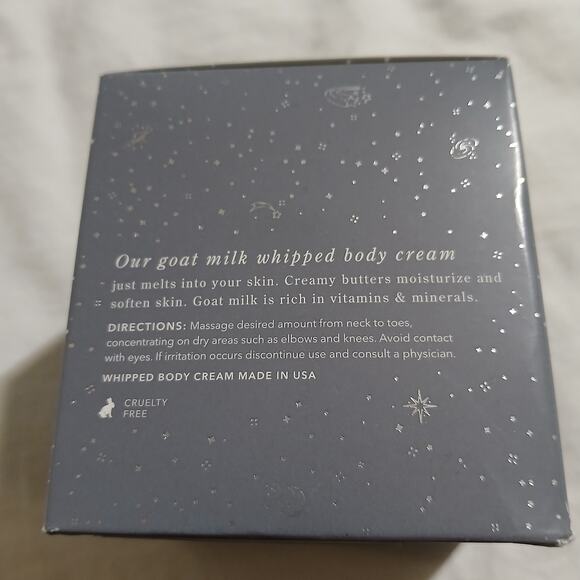 Our goat milk whipped body cream
just melts into your skin. Creamy butters moisturize and
soften skin. Goat milk is rich in vitamins & minerals.
DIRECTIONS: Massage desired amount from neck to toes,
concentrating on dry areas such as elbows and knees. Avoid contact
with eyes. If irritation occurs discontinue use and consult a physician.
WHIPPED BODY CREAM MADE IN USA
CRUELTY
FREE